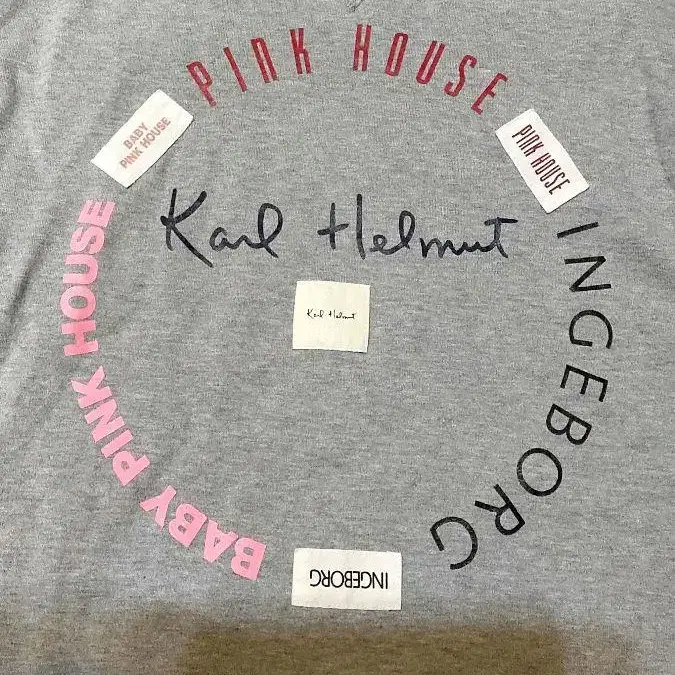 PINK HOUSE
BABY
PINK HOUSE
PINK HOUSE
Karl Helmut
Karl Helmut
INGEBORG
BABY PINK HOUSE
INGEBORG